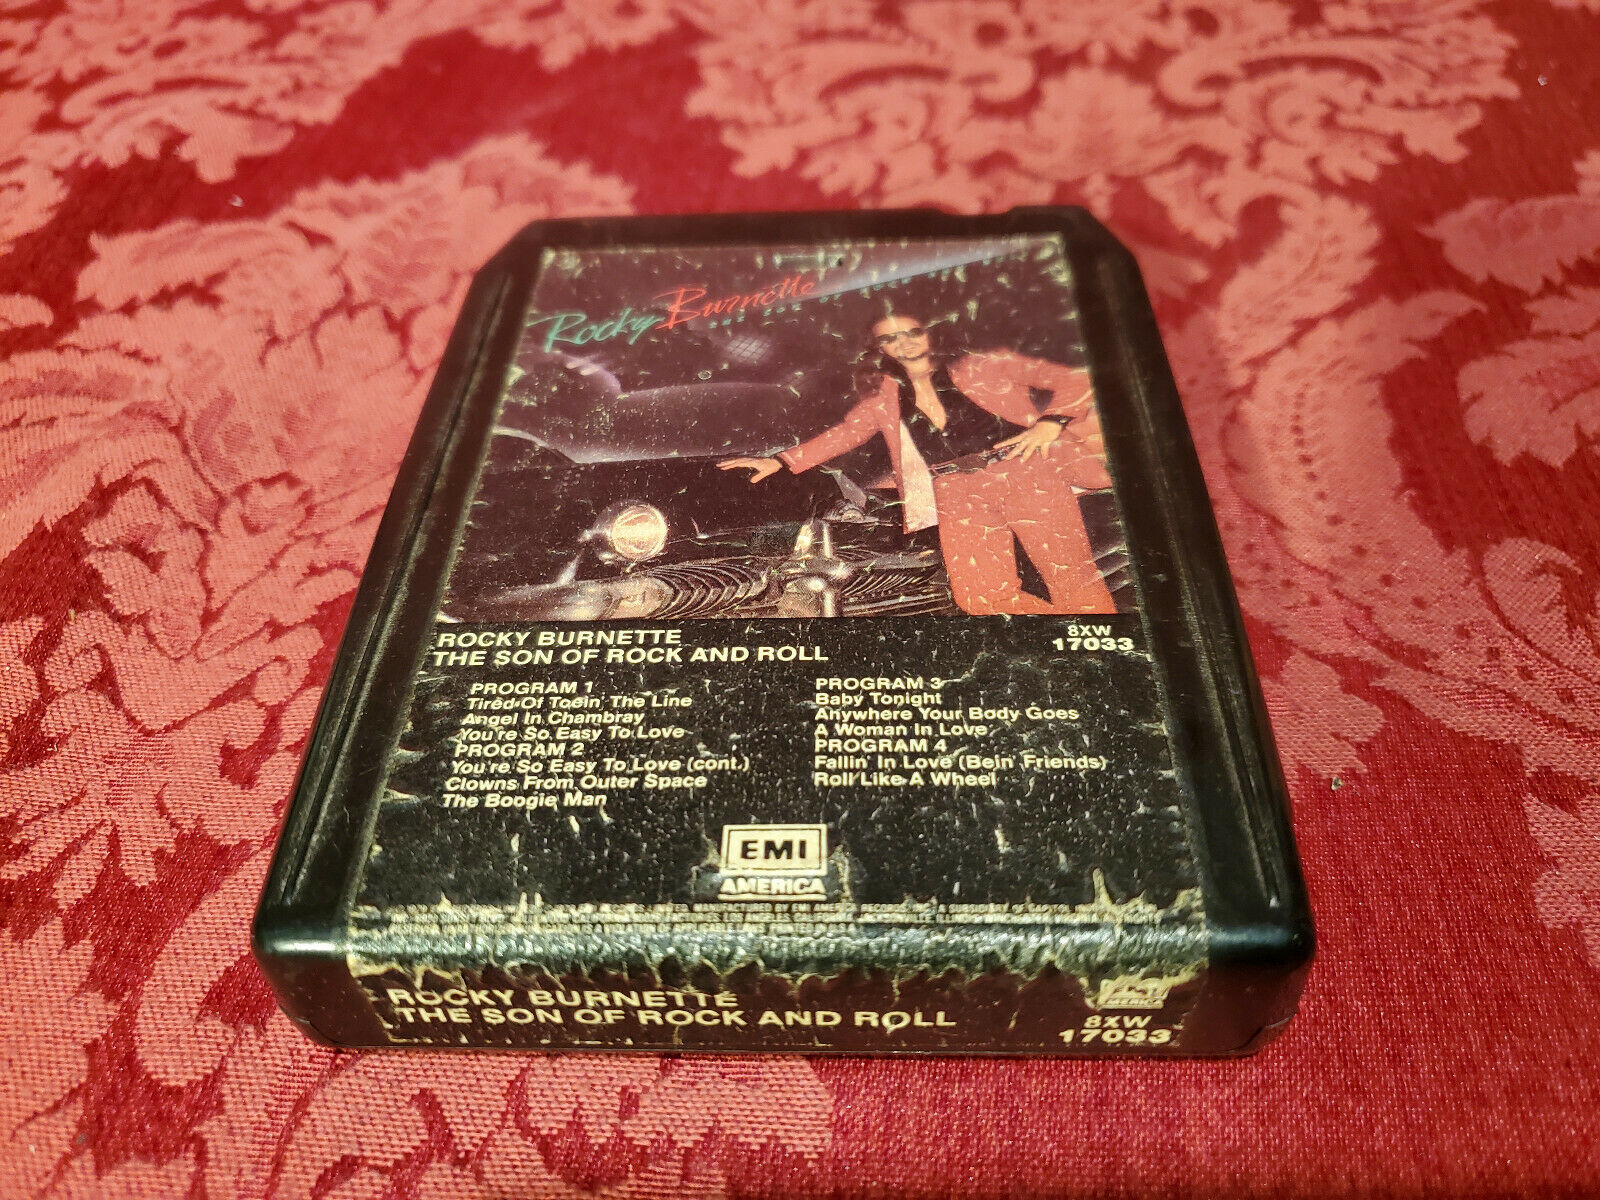 Rocky Burnette
ROCKY BURNETTE
THE SON OF ROCK AND ROLL
8XW
17033
PROGRAM 1
Tired Of Toein' The Line
Angel In Chambray
You're So Easy To Love
PROGRAM 2
You're So Easy To Love (cont.)
Clowns From Outer Space
The Boogie Man
PROGRAM 3
Baby Tonight
Anywhere Your Body Goes
A Woman In Love
PROGRAM 4
Fallin' In Love (Bein' Friends)
Roll Like A Wheel
EMI
AMERICA
ROCKY BURNETTE
THE SON OF ROCK AND ROLL
AMERICA
8XW
17033